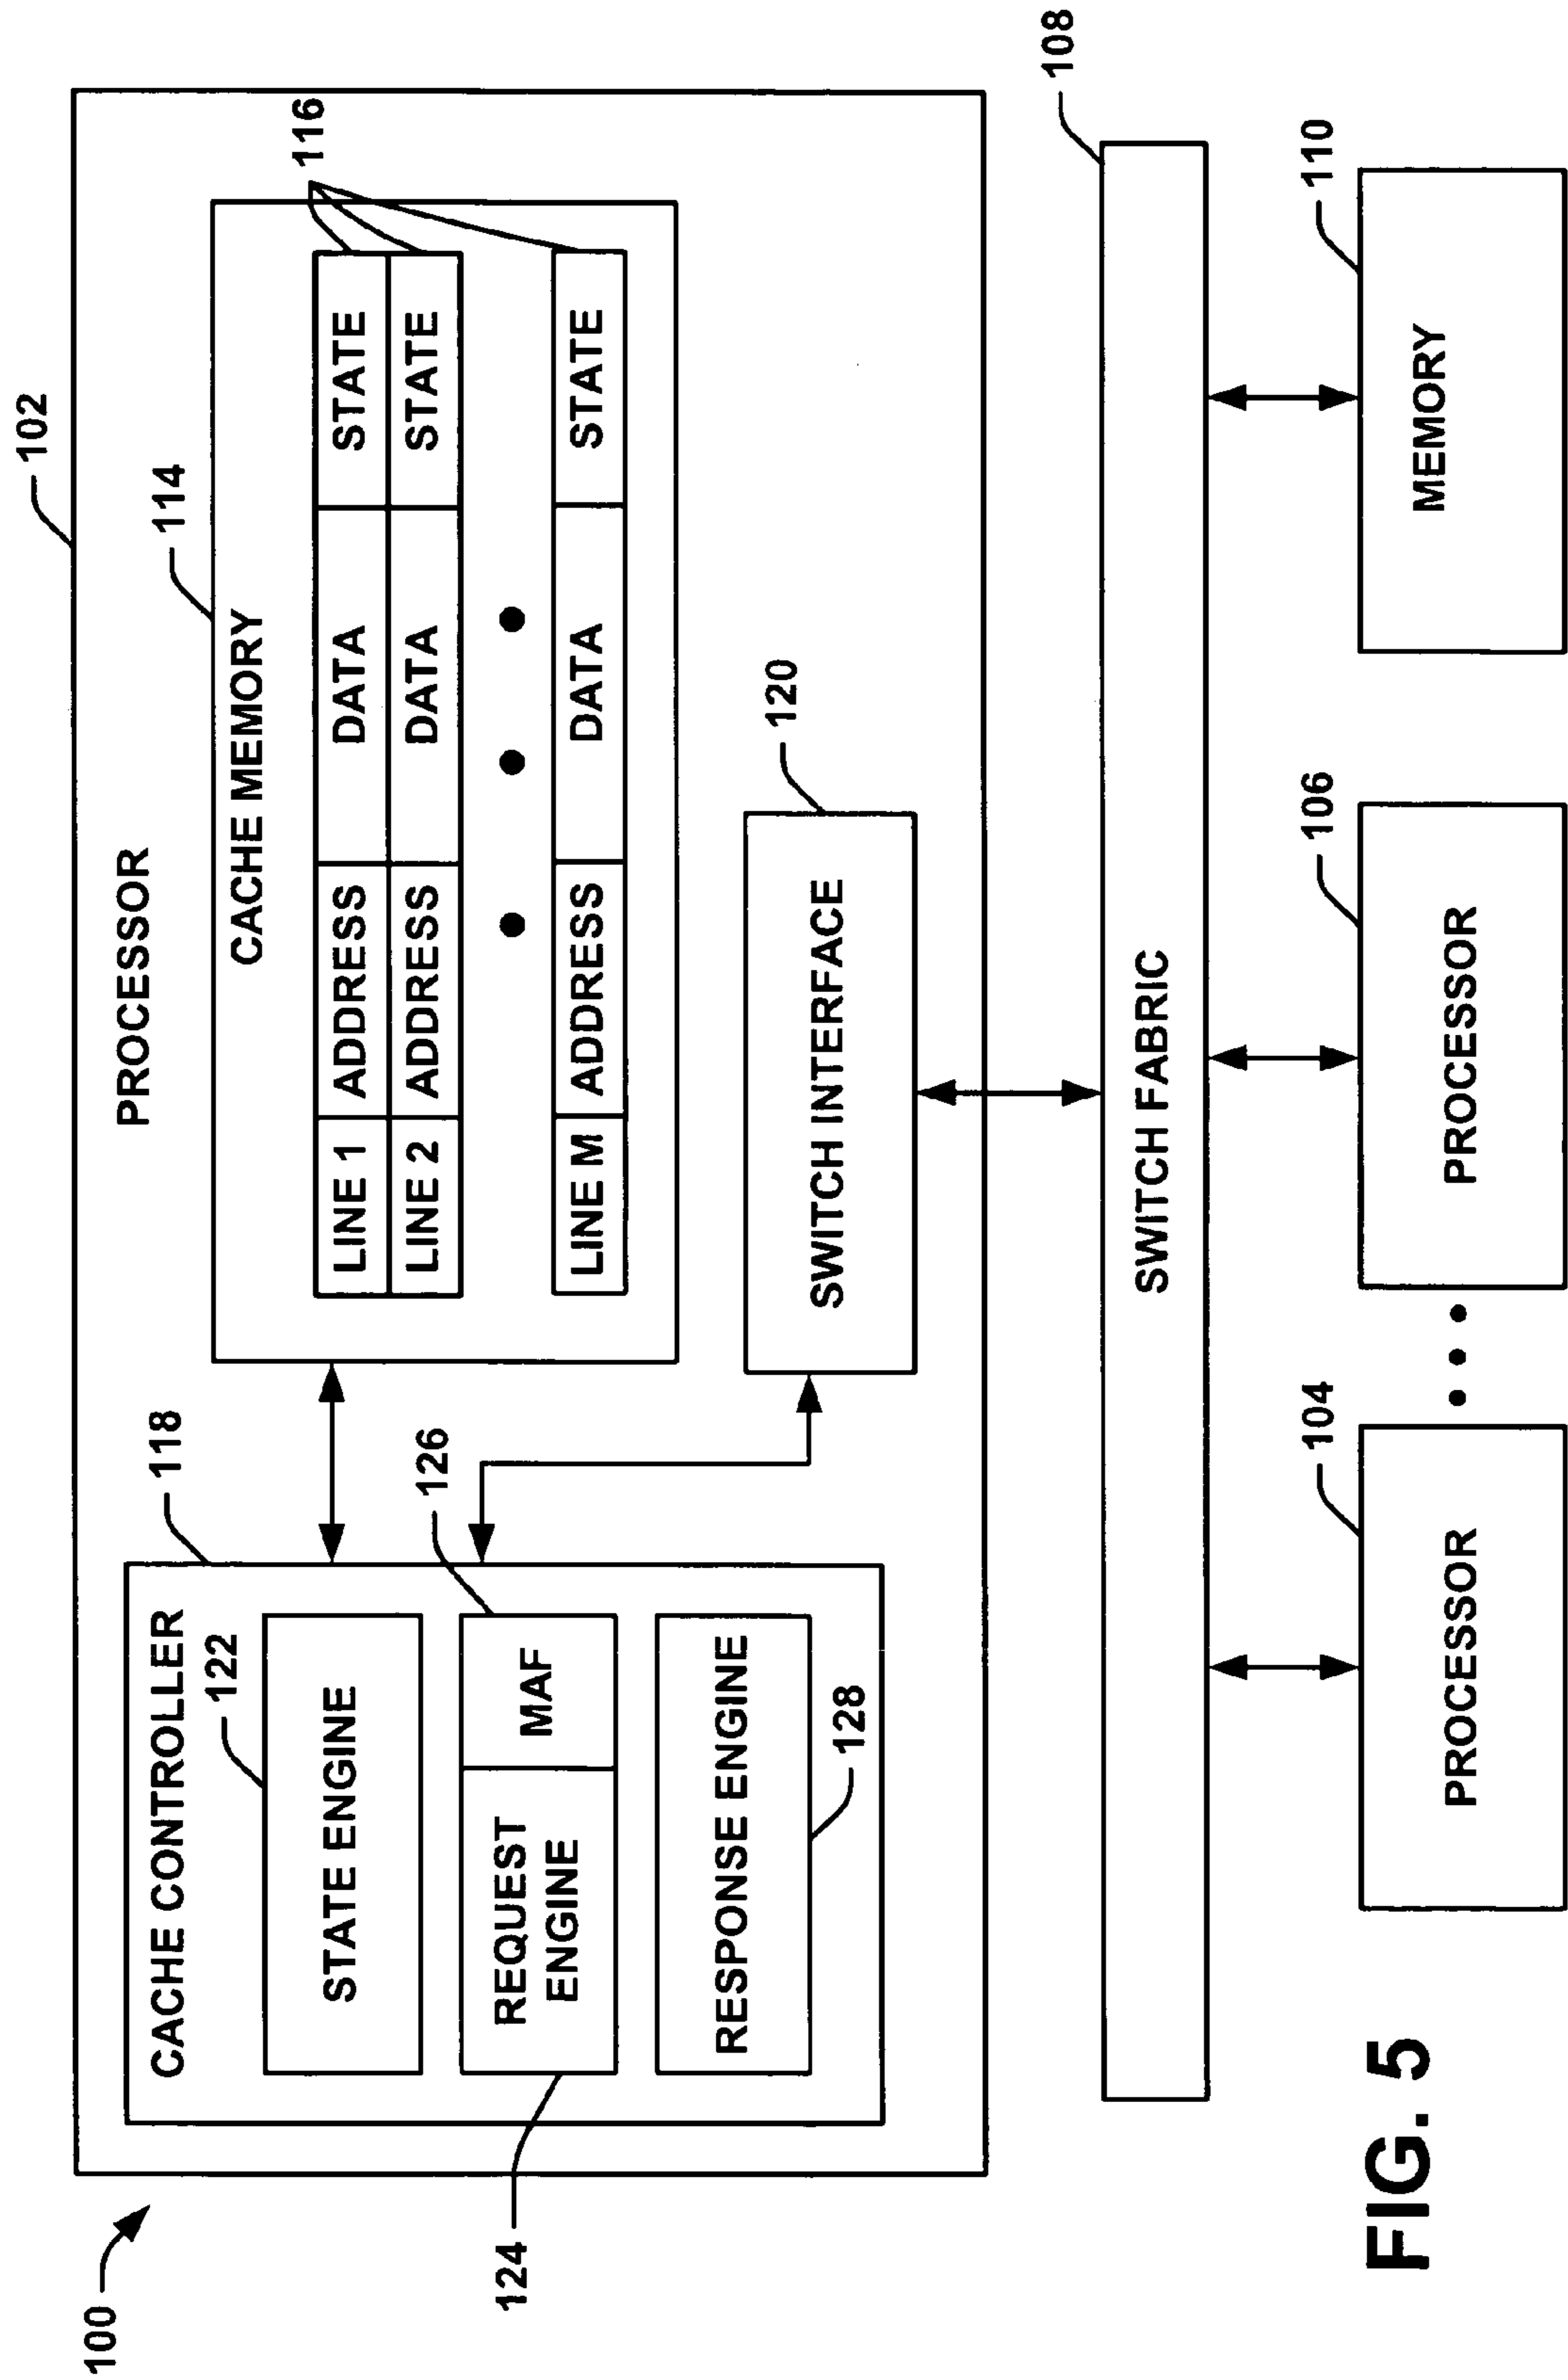 100
102
PROCESSOR
CACHE CONTROLLER
118
122
STATE ENGINE
REQUEST
ENGINE
MAF
126
124
RESPONSE ENGINE
128
114
CACHE MEMORY
116
LINE 1 ADDRESS DATA STATE
LINE 2 ADDRESS DATA STATE
LINE M ADDRESS DATA STATE
120
SWITCH INTERFACE
108
SWITCH FABRIC
104
PROCESSOR
106
PROCESSOR
110
MEMORY
FIG. 5